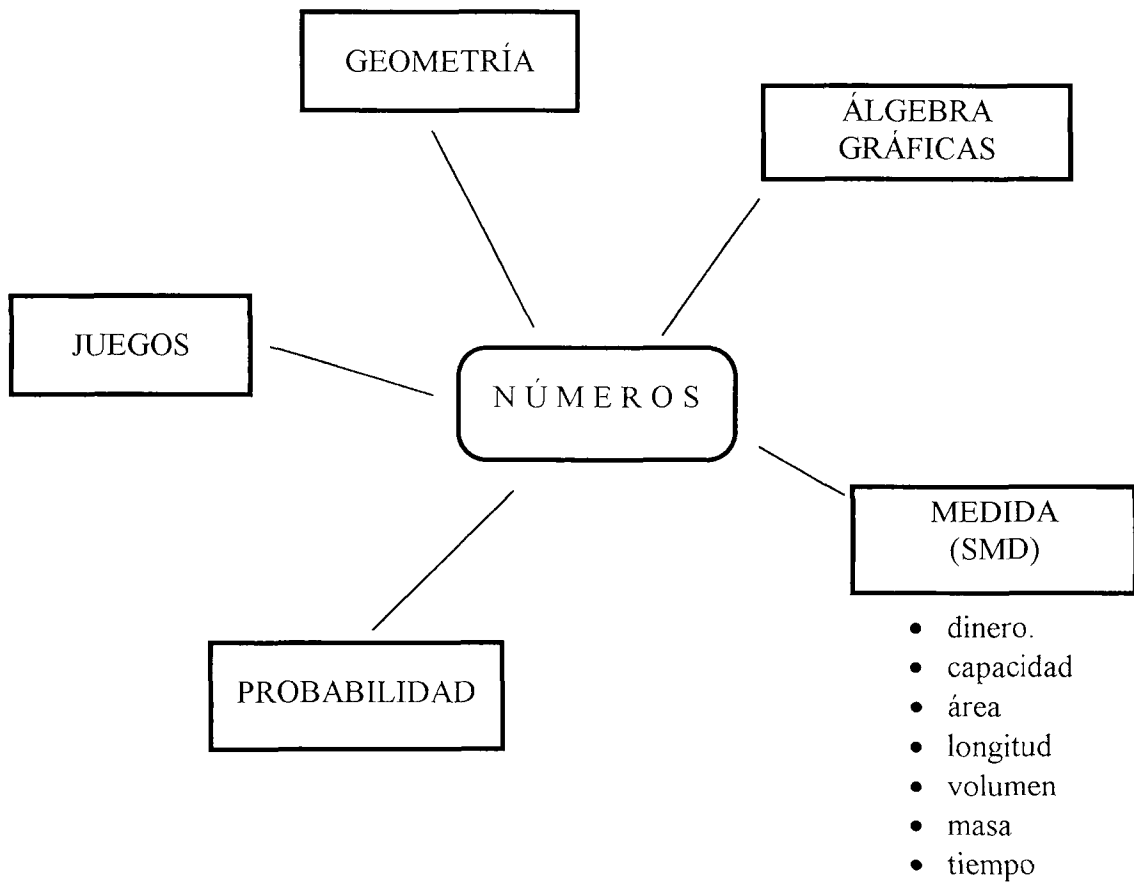 GEOMETRÍA
ÁLGEBRA
GRÁFICAS
JUEGOS
NÚMEROS
MEDIDA
(SMD)
PROBABILIDAD
• dinero.
• capacidad
• área
• longitud
• volumen
• masa
• tiempo